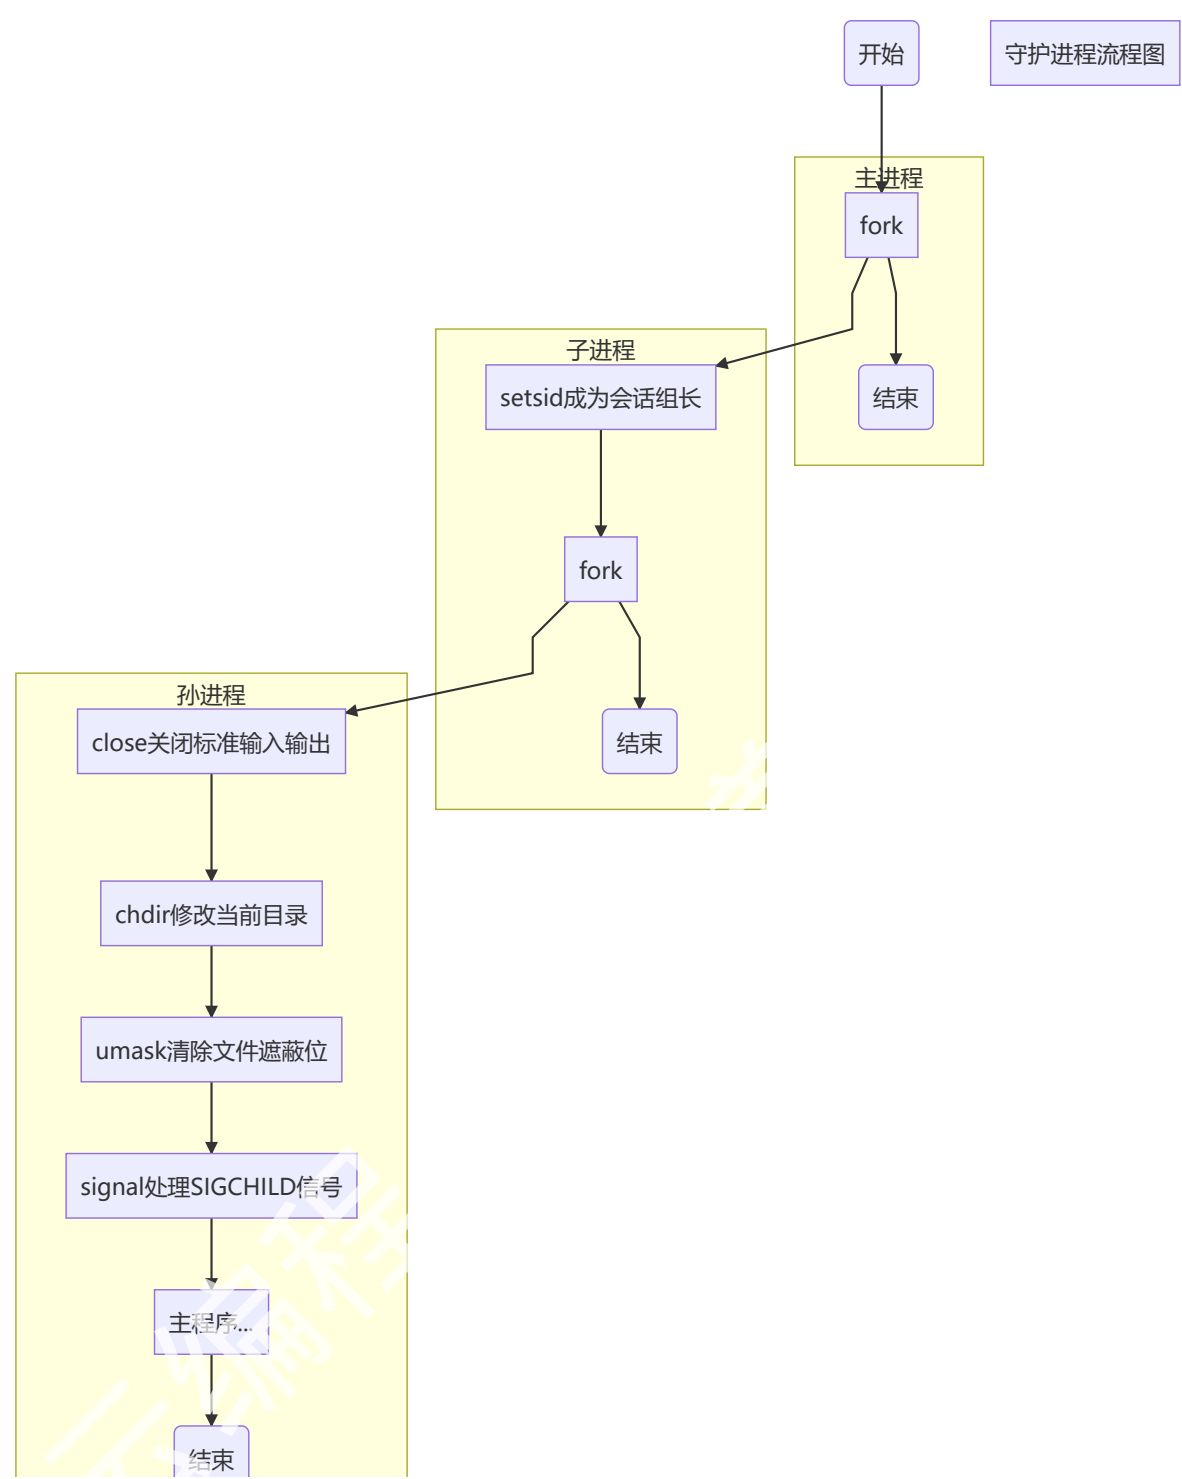 开始
守护进程流程图
主进程
fork
结束
子进程
setsid成为会话组长
fork
结束
孙进程
close关闭标准输入输出
chdir修改当前目录
umask清除文件遮蔽位
signal处理SIGCHILD信号
主程序...
结束
编程